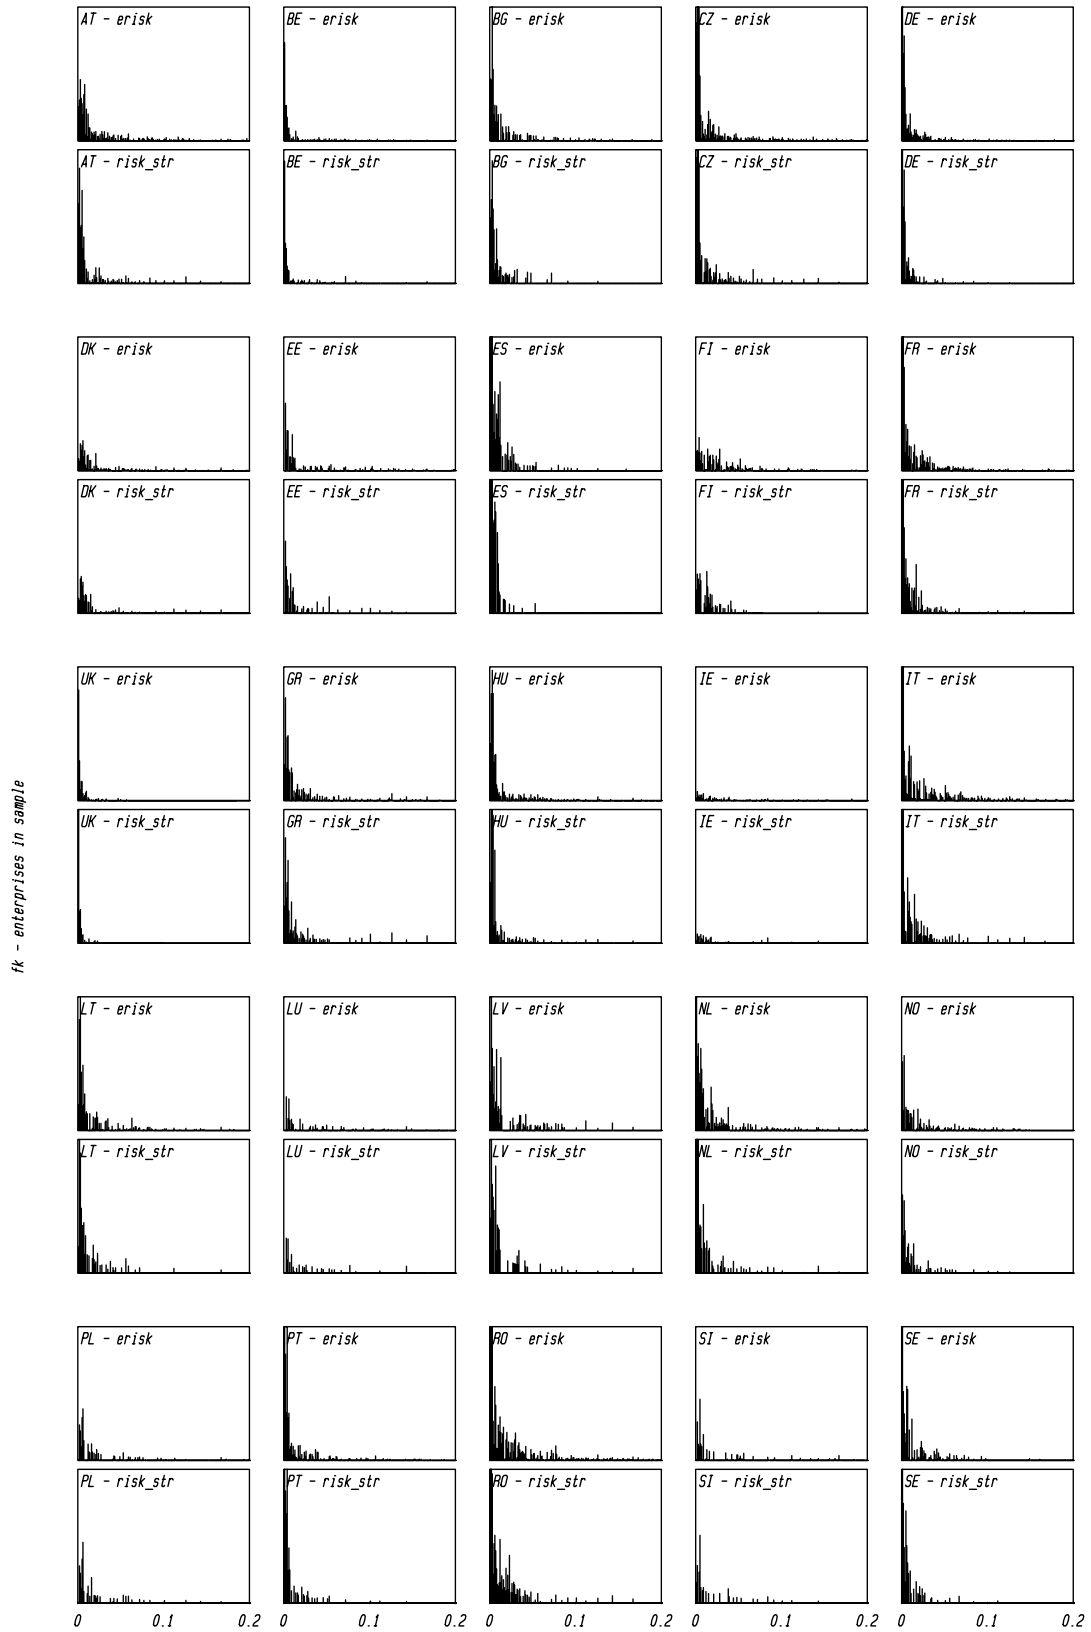 AT - erisk
BE - erisk
BG - erisk
CZ - erisk
DE - erisk
AT - risk_str
BE - risk_str
BG - risk_str
CZ - risk_str
DE - risk_str
DK - erisk
EE - erisk
ES - erisk
FI - erisk
FR - erisk
DK - risk_str
EE - risk_str
ES - risk_str
FI - risk_str
FR - risk_str
UK - erisk
GR - erisk
HU - erisk
IE - erisk
IT - erisk
fk - enterprises in sample
UK - risk_str
GR - risk_str
HU - risk_str
IE - risk_str
IT - risk_str
LT - erisk
LU - erisk
LV - erisk
NL - erisk
NO - erisk
LT - risk_str
LU - risk_str
LV - risk_str
NL - risk_str
NO - risk_str
PL - erisk
PT - erisk
RO - erisk
SI - erisk
SE - erisk
PL - risk_str
PT - risk_str
RO - risk_str
SI - risk_str
SE - risk_str
0 0.1 0.2 0 0.1 0.2 0 0.1 0.2 0 0.1 0.2 0 0.1 0.2